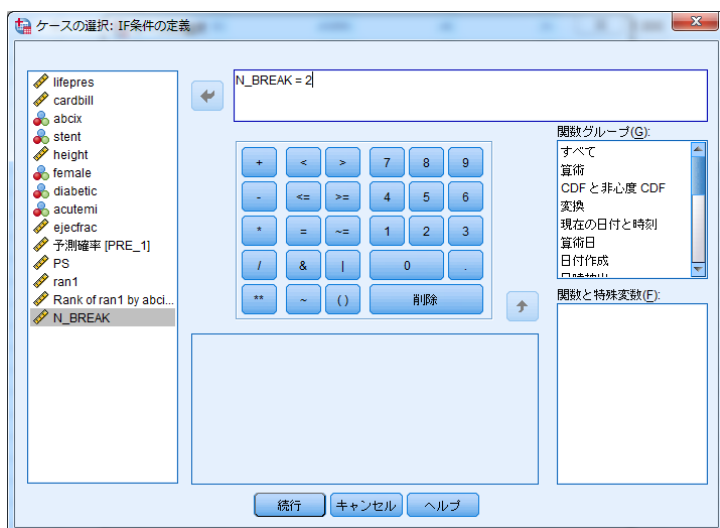 ケースの選択: IF条件の定義
lifepres
cardbill
abcix
stent
height
female
diabetic
acutemi
ejecfrac
予測確率 [PRE_1]
PS
ran1
Rank of ran1 by abci...
N_BREAK
N_BREAK = 2
+ < > 7 8 9
- <= >= 4 5 6
* = ~= 1 2 3
/ & | 0 .
** ~ () 削除
関数グループ(G):
すべて
算術
CDF と非心度 CDF
変換
現在の日付と時刻
算術日
日付作成
関数と特殊変数(F):
続行 キャンセル ヘルプ